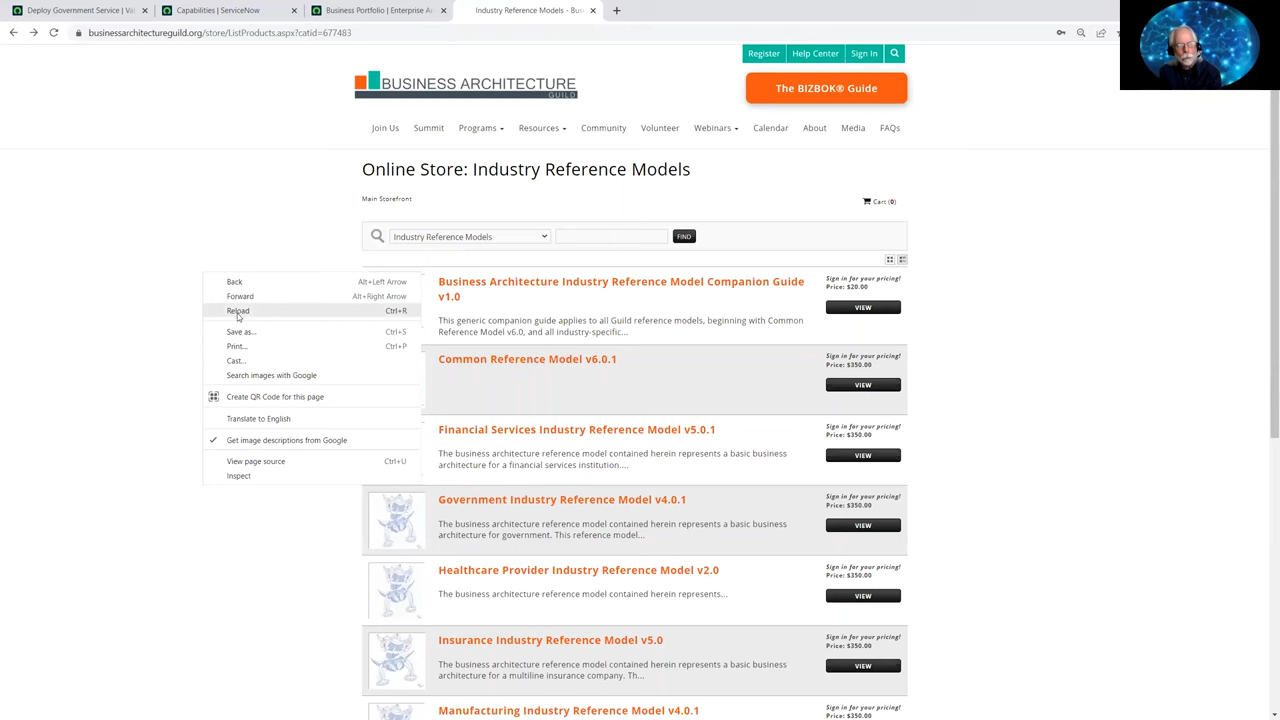 Deploy Government Service | Val
Capabilities | ServiceNow
Business Portfolio | Enterprise Ar
Industry Reference Models - Bus
businessarchitectureguild.org/store/ListProducts.aspx?catid=677483
Register Help Center Sign In
BUSINESS ARCHITECTURE
GUILD
The BIZBOK® Guide
Join Us Summit Programs Resources Community Volunteer Webinars Calendar About Media FAQs
Online Store: Industry Reference Models
Main Storefront
Cart (0)
Industry Reference Models
FIND
Back Alt+Left Arrow
Forward Alt+Right Arrow
Reload Ctrl+R
Save as... Ctrl+S
Print... Ctrl+P
Cast...
Search images with Google
Create QR Code for this page
Translate to English
Get image descriptions from Google
View page source Ctrl+U
Inspect
Business Architecture Industry Reference Model Companion Guide
v1.0
This generic companion guide applies to all Guild reference models, beginning with Common
Reference Model v6.0, and all industry-specific...
Sign in for your pricing!
Price: $20.00
VIEW
Common Reference Model v6.0.1
Sign in for your pricing!
Price: $350.00
VIEW
Financial Services Industry Reference Model v5.0.1
The business architecture reference model contained herein represents a basic business
architecture for a financial services institution....
Sign in for your pricing!
Price: $350.00
VIEW
Government Industry Reference Model v4.0.1
The business architecture reference model contained herein represents a basic business
architecture for government. This reference model...
Sign in for your pricing!
Price: $350.00
VIEW
Healthcare Provider Industry Reference Model v2.0
The business architecture reference model contained herein represents...
Sign in for your pricing!
Price: $350.00
VIEW
Insurance Industry Reference Model v5.0
The business architecture reference model contained herein represents a basic business
architecture for a multiline insurance company. Th...
Sign in for your pricing!
Price: $350.00
VIEW
Manufacturing Industry Reference Model v4.0.1
Sign in for your pricing!
Price: $350.00